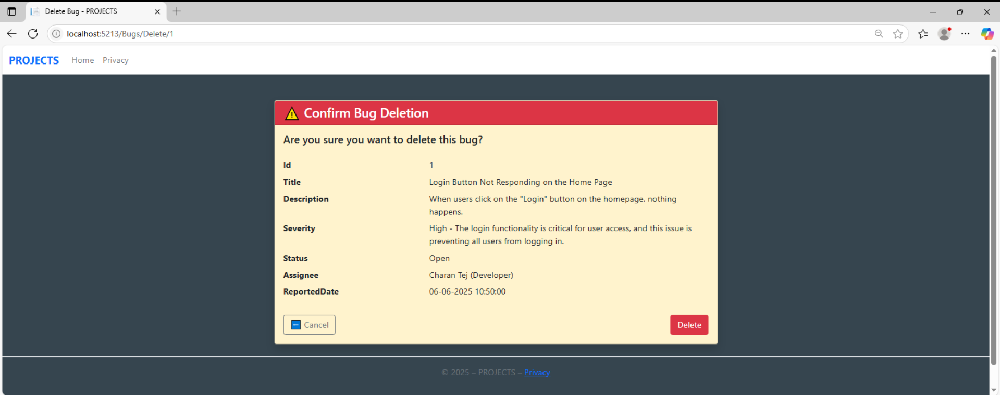 Delete Bug - PROJECTS
localhost:5213/Bugs/Delete/1
PROJECTS Home Privacy
Confirm Bug Deletion
Are you sure you want to delete this bug?
Id 1
Title Login Button Not Responding on the Home Page
Description When users click on the "Login" button on the homepage, nothing
happens.
Severity High - The login functionality is critical for user access, and this issue is
preventing all users from logging in.
Status Open
Assignee Charan Tej (Developer)
ReportedDate 06-06-2025 10:50:00
Cancel Delete
© 2025 – PROJECTS – Privacy